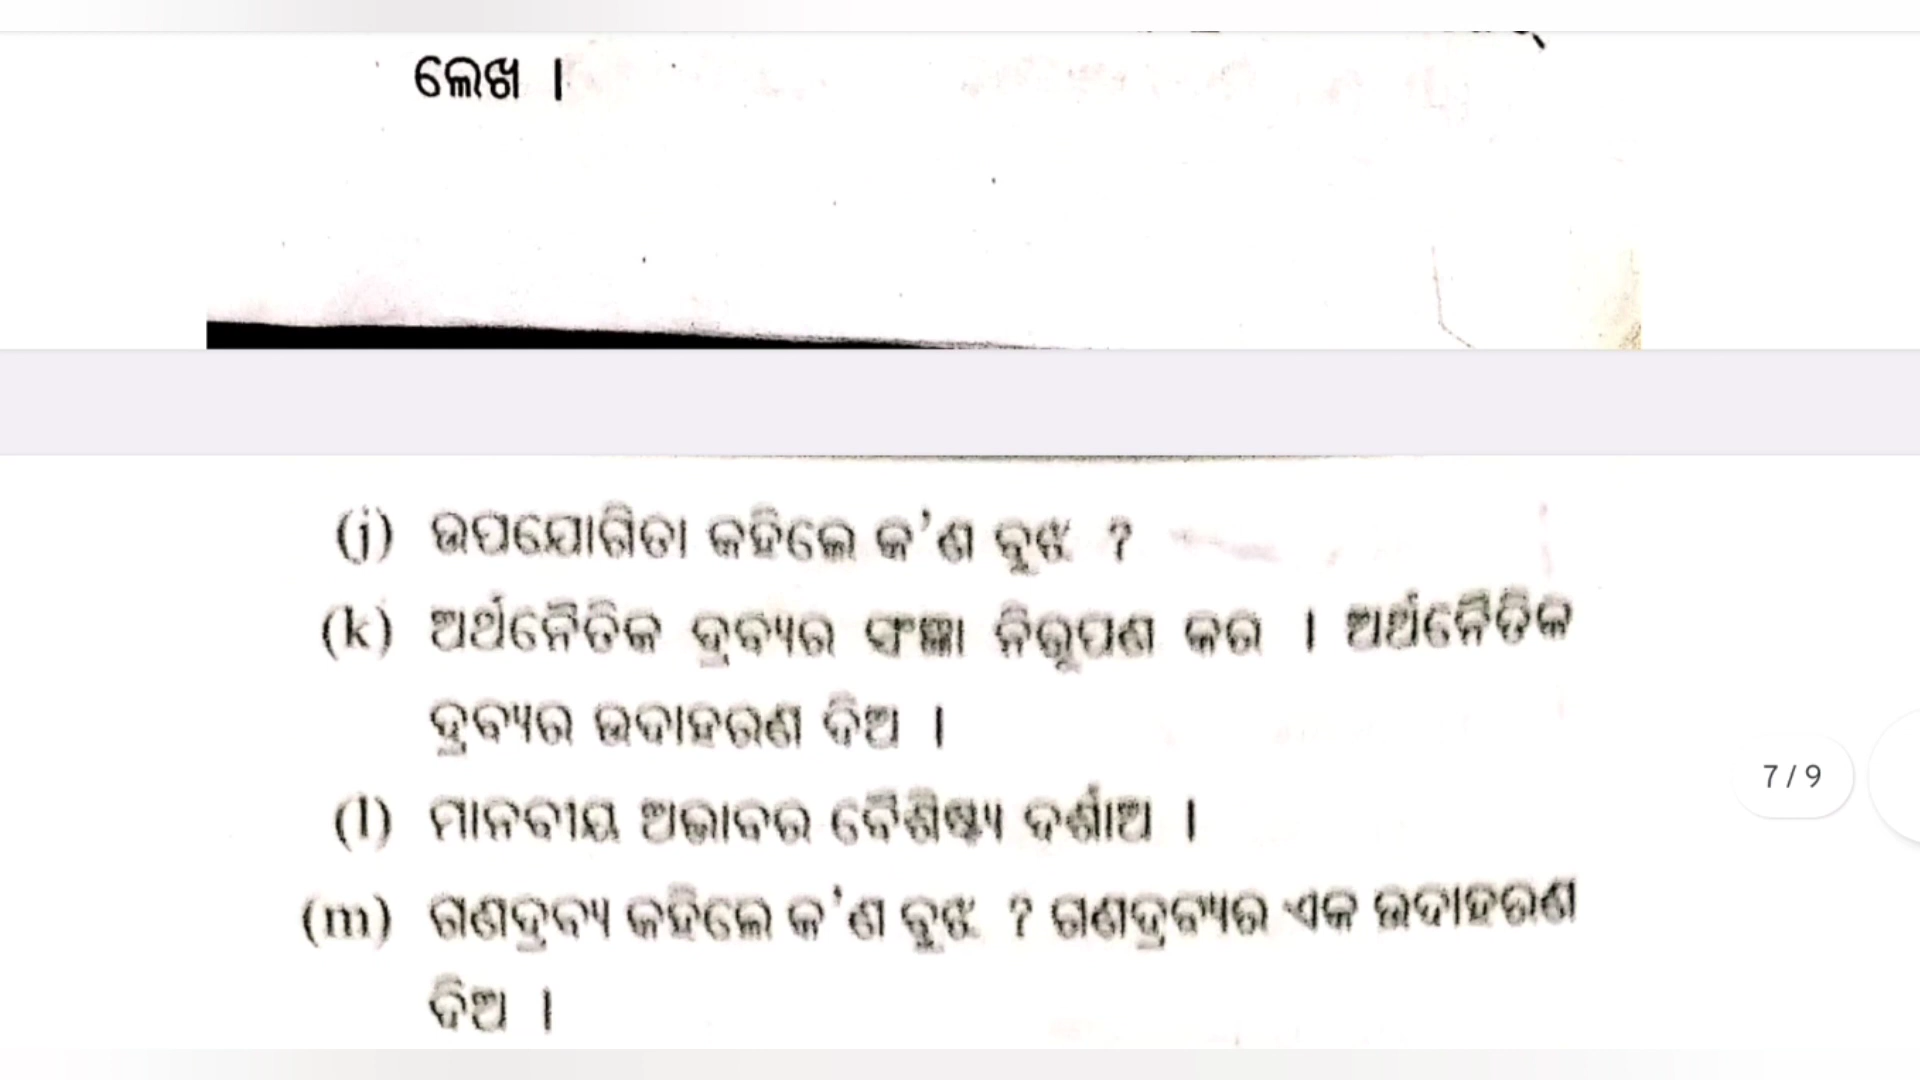 ଲେଖ ।
(j) ଉପଯୋଗିତା କହିଲେ କ'ଣ ବୁଝ ?
(k) ଅର୍ଥନୈତିକ ଦ୍ରବ୍ୟର ସଂଜ୍ଞା ନିରୂପଣ କର । ଅର୍ଥନୈତିକ
ଦ୍ରବ୍ୟର ଉଦାହରଣ ଦିଅ ।
7 / 9
(l) ମାନବୀୟ ଅଭାବର ବୈଶିଷ୍ଟ୍ୟ ଦର୍ଶାଅ ।
(m) ଗଣଦ୍ରବ୍ୟ କହିଲେ କ'ଣ ବୁଝ ? ଗଣଦ୍ରବ୍ୟର ଏକ ଉଦାହରଣ
ଦିଅ ।